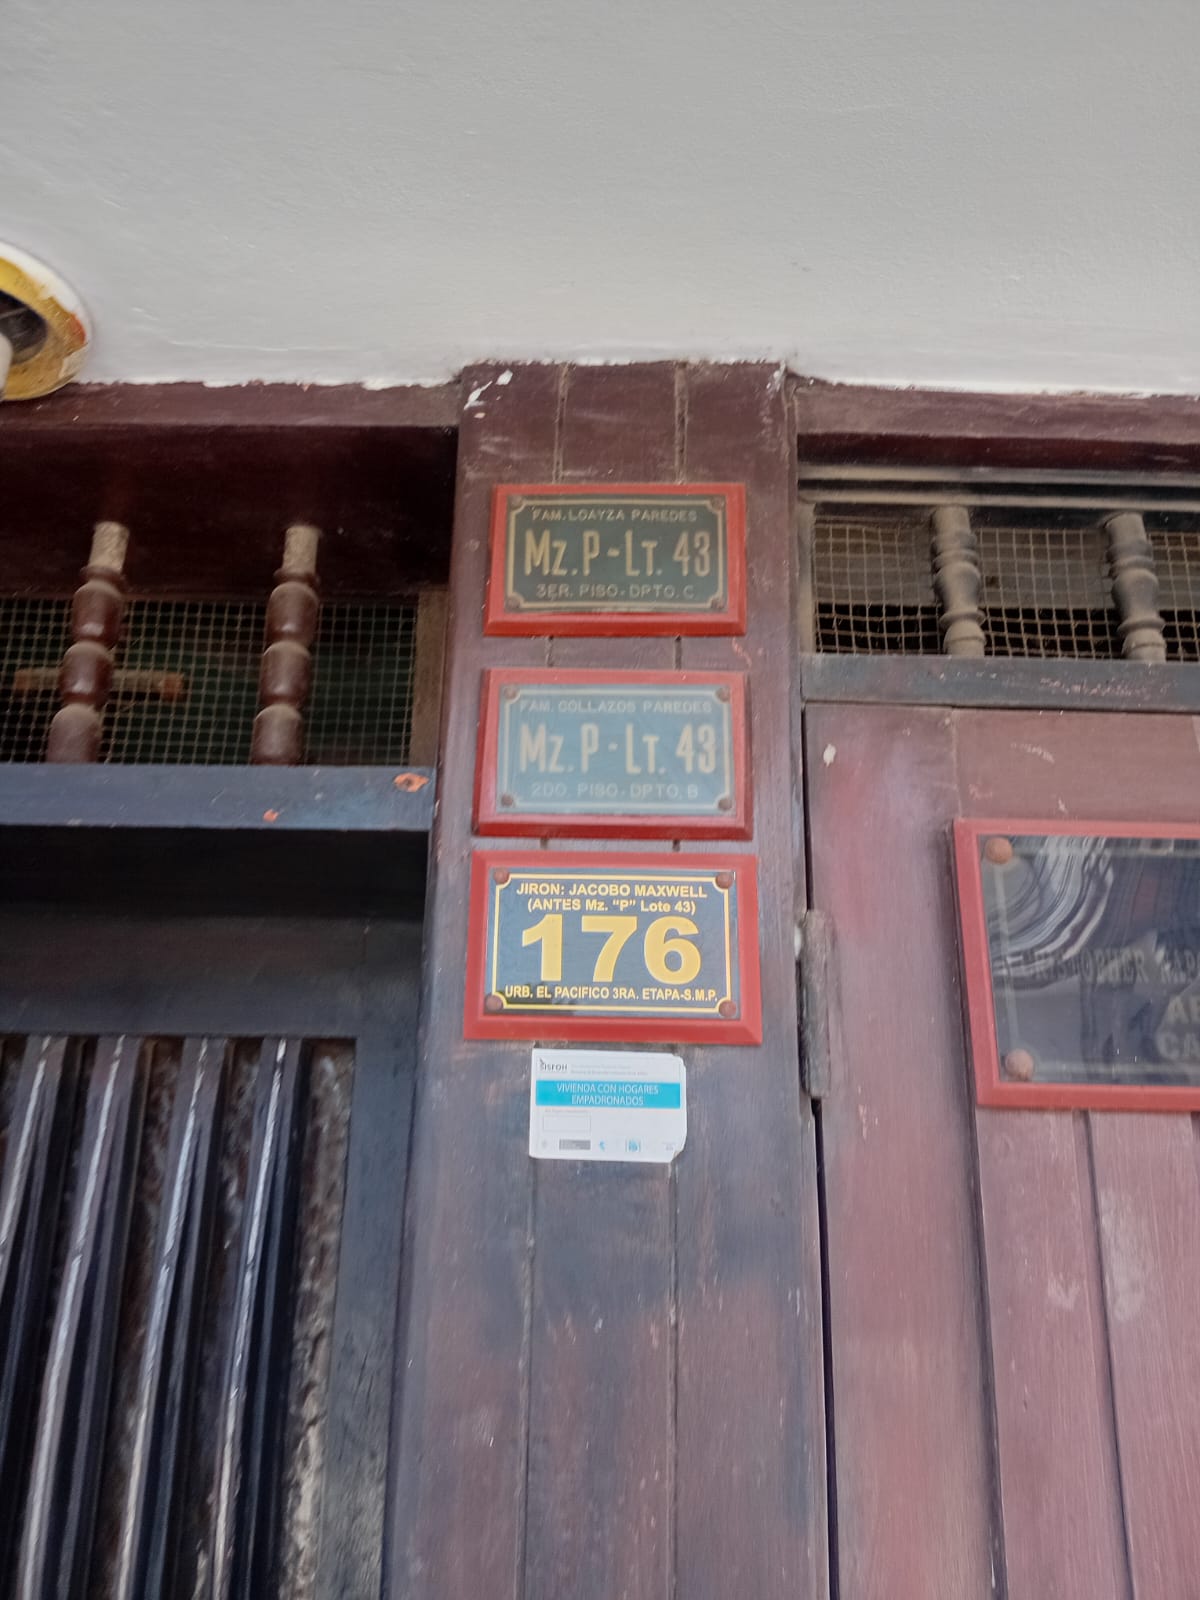 FAM. LOAYZA PAREDES
Mz. P - LT. 43
3ER. PISO - DPTO. C
FAM. COLLAZOS PAREDES
Mz. P - LT. 43
2DO. PISO - DPTO. B
JIRON: JACOBO MAXWELL
(ANTES Mz. "P" Lote 43)
176
URB. EL PACIFICO 3RA. ETAPA-S.M.P.
SISFOH
VIVIENDA CON HOGARES
EMPADRONADOS